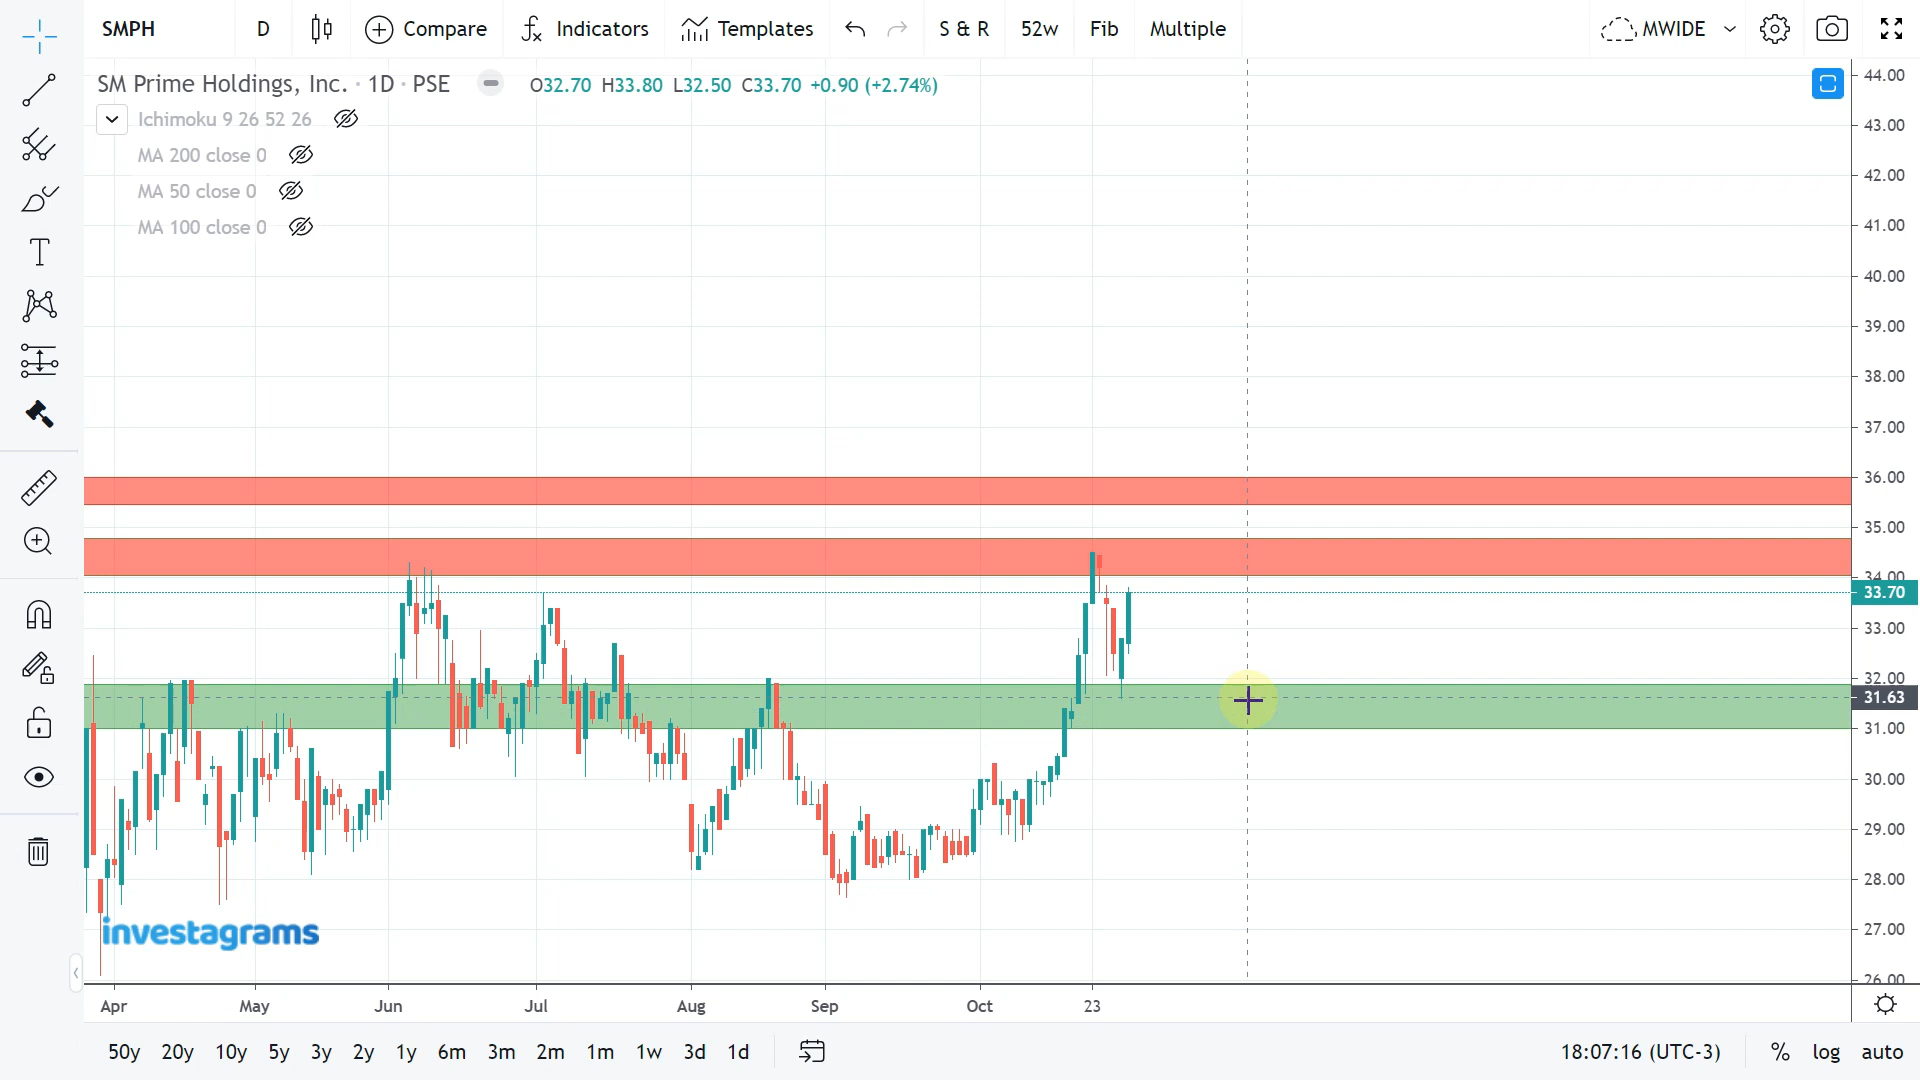 SMPH D Compare Indicators Templates S & R 52w Fib Multiple MWIDE
SM Prime Holdings, Inc. · 1D · PSE O32.70 H33.80 L32.50 C33.70 +0.90 (+2.74%)
Ichimoku 9 26 52 26
MA 200 close 0
MA 50 close 0
MA 100 close 0
44.00
43.00
42.00
41.00
40.00
39.00
38.00
37.00
36.00
35.00
34.00
33.70
33.00
32.00
31.63
31.00
30.00
29.00
28.00
27.00
26.00
investagrams
Apr May Jun Jul Aug Sep Oct 23
50y 20y 10y 5y 3y 2y 1y 6m 3m 2m 1m 1w 3d 1d 18:07:16 (UTC-3) % log auto